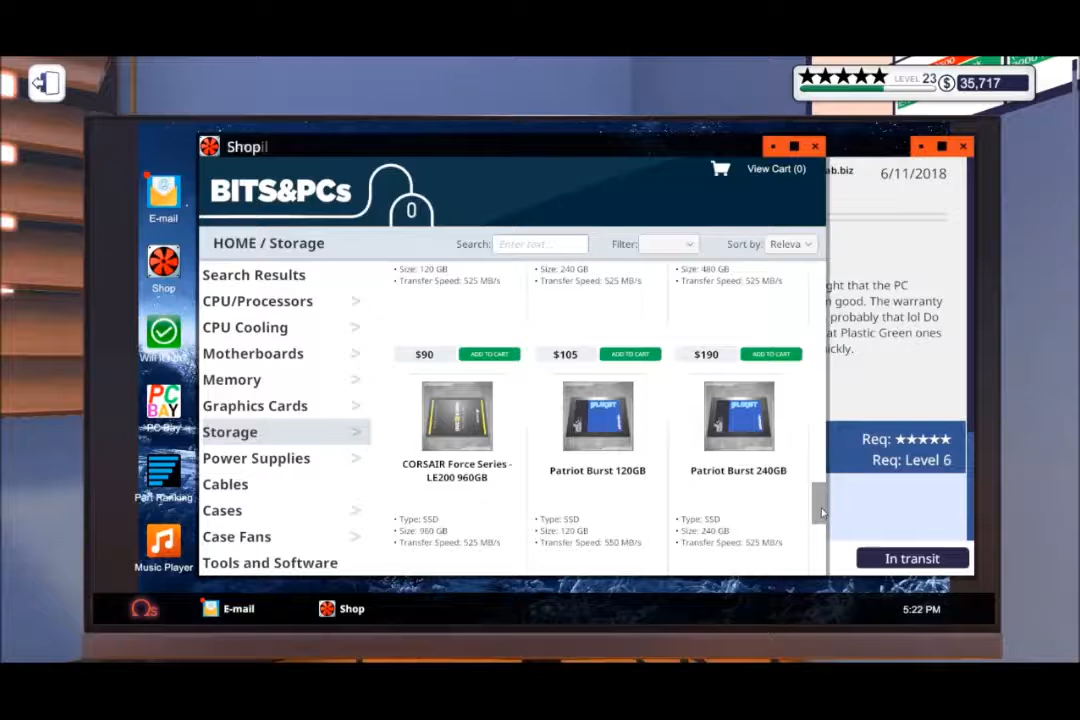 LEVEL 23
$ 35,717
Shop
BITS&PCs
View Cart (0)
ab.biz
6/11/2018
HOME / Storage
Search:
Enter text...
Filter:
Sort by:
Releva
E-mail
Shop
PC Bay
Part Ranking
Music Player
Search Results
CPU/Processors >
CPU Cooling >
Motherboards >
Memory >
Graphics Cards >
Storage >
Power Supplies >
Cables
Cases >
Case Fans >
Tools and Software
• Size: 120 GB
• Transfer Speed: 525 MB/s
• Size: 240 GB
• Transfer Speed: 525 MB/s
• Size: 480 GB
• Transfer Speed: 525 MB/s
$90
ADD TO CART
$105
ADD TO CART
$190
ADD TO CART
CORSAIR Force Series -
LE200 960GB
Patriot Burst 120GB
Patriot Burst 240GB
• Type: SSD
• Size: 960 GB
• Transfer Speed: 525 MB/s
• Type: SSD
• Size: 120 GB
• Transfer Speed: 550 MB/s
• Type: SSD
• Size: 240 GB
• Transfer Speed: 525 MB/s
ght that the PC
n good. The warranty
probably that lol Do
at Plastic Green ones
ickly.
Req: ★★★★★
Req: Level 6
In transit
E-mail
Shop
5:22 PM